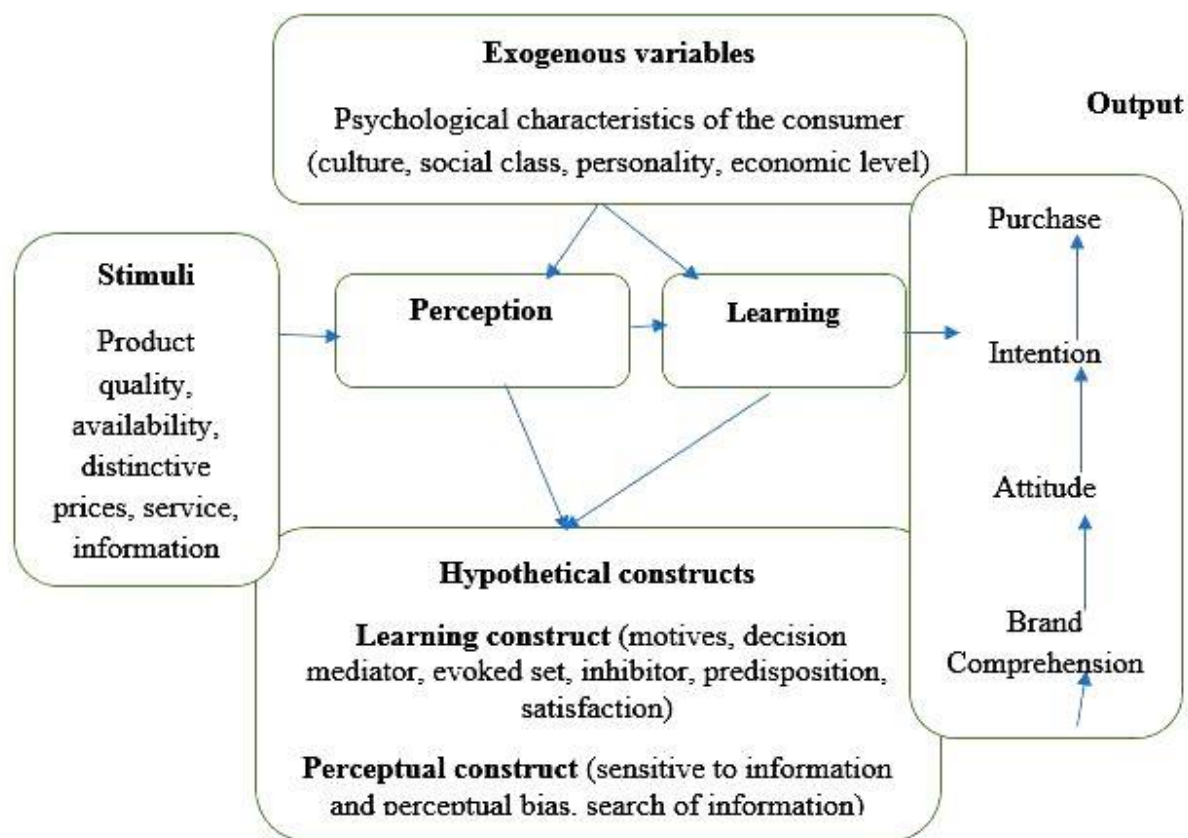 Exogenous variables
Psychological characteristics of the consumer
(culture, social class, personality, economic level)
Output
Stimuli
Product
quality,
availability,
distinctive
prices, service,
information
Perception
Learning
Purchase
Intention
Attitude
Brand
Comprehension
Hypothetical constructs
Learning construct (motives, decision
mediator, evoked set, inhibitor, predisposition,
satisfaction)
Perceptual construct (sensitive to information
and perceptual bias, search of information)